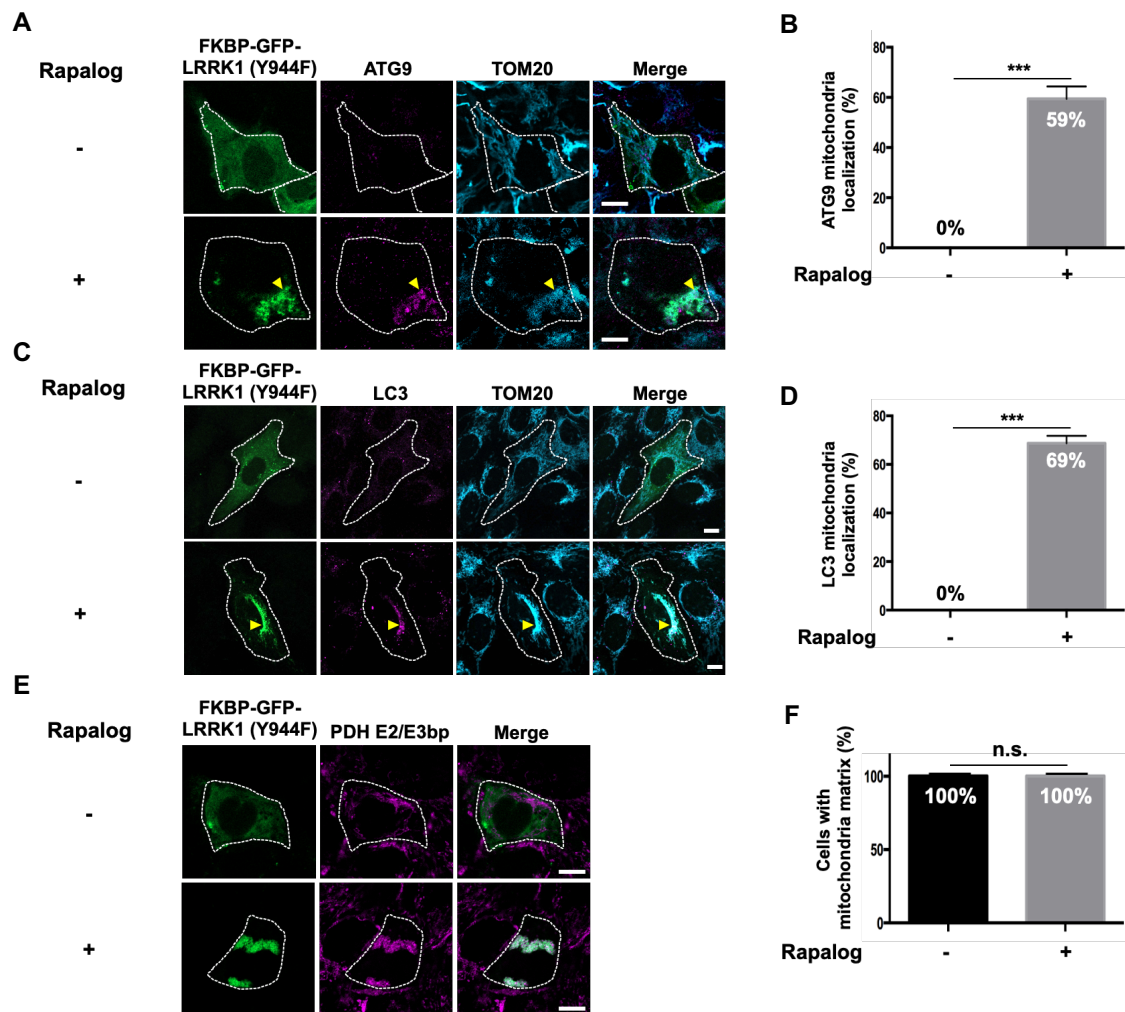 A
Rapalog
FKBP-GFP-
LRRK1 (Y944F)
ATG9
TOM20
Merge
-
+
B
ATG9 mitochondria
localization (%)
80
60
40
20
0
***
0%
59%
Rapalog - +
C
Rapalog
FKBP-GFP-
LRRK1 (Y944F)
LC3
TOM20
Merge
-
+
D
LC3 mitochondria
localization (%)
80
60
40
20
0
***
0%
69%
Rapalog - +
E
Rapalog
FKBP-GFP-
LRRK1 (Y944F)
PDH E2/E3bp
Merge
-
+
F
Cells with
mitochondria matrix (%)
100
50
0
n.s.
100%
100%
Rapalog - +